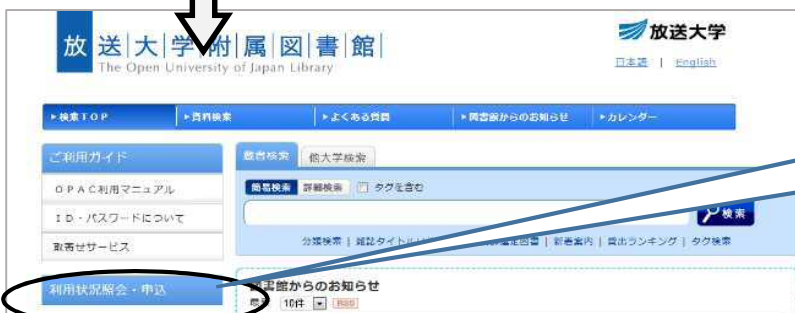 放送大学附属図書館
The Open University of Japan Library
放送大学
日本語 | English
▶検索TOP ▶資料検索 ▶よくある質問 ▶図書館からのお知らせ ▶カレンダー
ご利用ガイド
蔵書検索 他大学検索
OPAC利用マニュアル
簡易検索 詳細検索 タグを含む
ID・パスワードについて
検索
取寄せサービス
分類検索 | 雑誌タイトル 図書 | 新着案内 | 貸出ランキング | タグ検索
利用状況照会・申込
書館からのお知らせ
10件 RSS